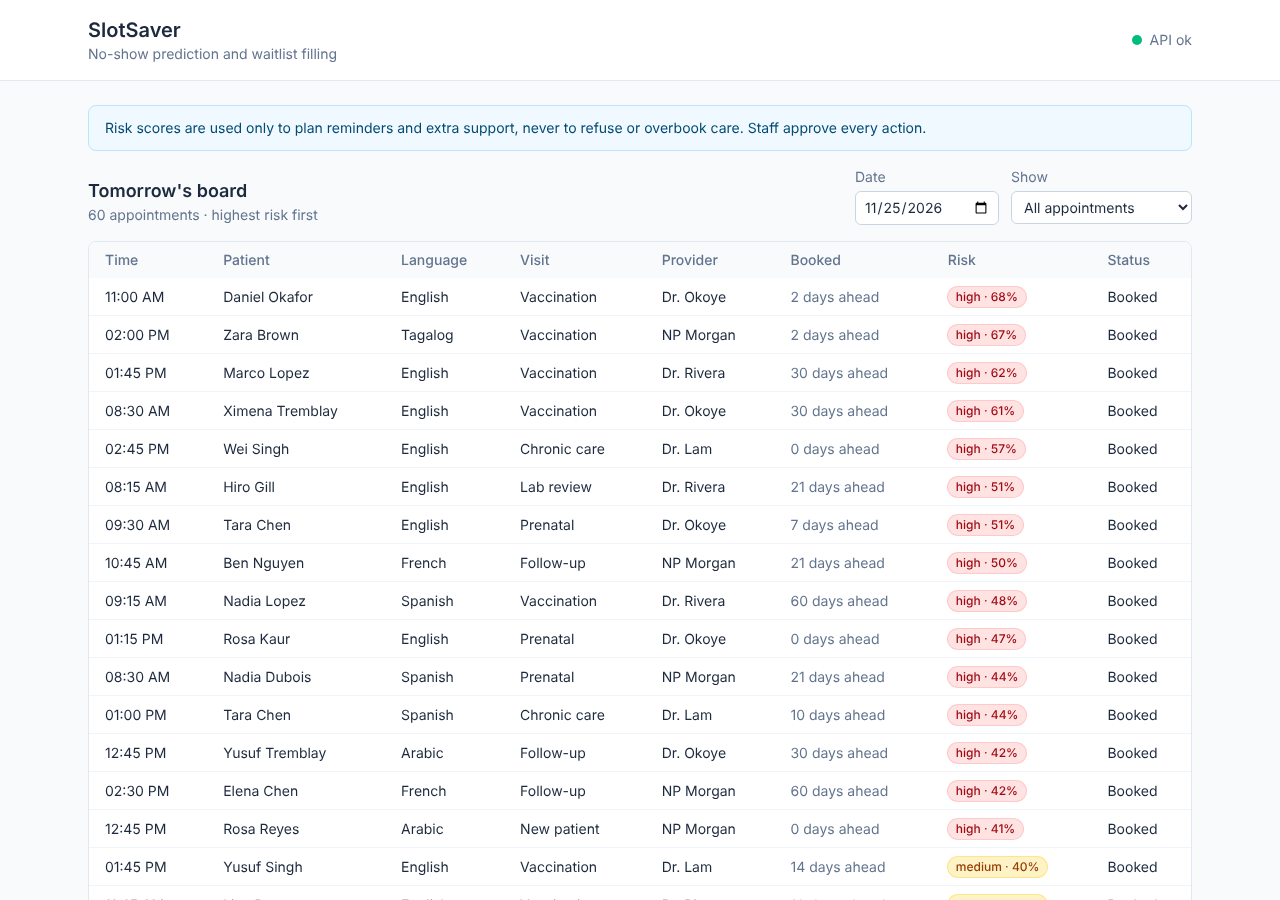 SlotSaver
No-show prediction and waitlist filling
API ok
Risk scores are used only to plan reminders and extra support, never to refuse or overbook care. Staff approve every action.
Tomorrow's board
60 appointments · highest risk first
Date
11/25/2026
Show
All appointments
Time Patient Language Visit Provider Booked Risk Status
11:00 AM Daniel Okafor English Vaccination Dr. Okoye 2 days ahead high · 68% Booked
02:00 PM Zara Brown Tagalog Vaccination NP Morgan 2 days ahead high · 67% Booked
01:45 PM Marco Lopez English Vaccination Dr. Rivera 30 days ahead high · 62% Booked
08:30 AM Ximena Tremblay English Vaccination Dr. Okoye 30 days ahead high · 61% Booked
02:45 PM Wei Singh English Chronic care Dr. Lam 0 days ahead high · 57% Booked
08:15 AM Hiro Gill English Lab review Dr. Rivera 21 days ahead high · 51% Booked
09:30 AM Tara Chen English Prenatal Dr. Okoye 7 days ahead high · 51% Booked
10:45 AM Ben Nguyen French Follow-up NP Morgan 21 days ahead high · 50% Booked
09:15 AM Nadia Lopez Spanish Vaccination Dr. Rivera 60 days ahead high · 48% Booked
01:15 PM Rosa Kaur English Prenatal Dr. Okoye 0 days ahead high · 47% Booked
08:30 AM Nadia Dubois Spanish Prenatal NP Morgan 21 days ahead high · 44% Booked
01:00 PM Tara Chen Spanish Chronic care Dr. Lam 10 days ahead high · 44% Booked
12:45 PM Yusuf Tremblay Arabic Follow-up Dr. Okoye 30 days ahead high · 42% Booked
02:30 PM Elena Chen French Follow-up NP Morgan 60 days ahead high · 42% Booked
12:45 PM Rosa Reyes Arabic New patient NP Morgan 0 days ahead high · 41% Booked
01:45 PM Yusuf Singh English Vaccination Dr. Lam 14 days ahead medium · 40% Booked